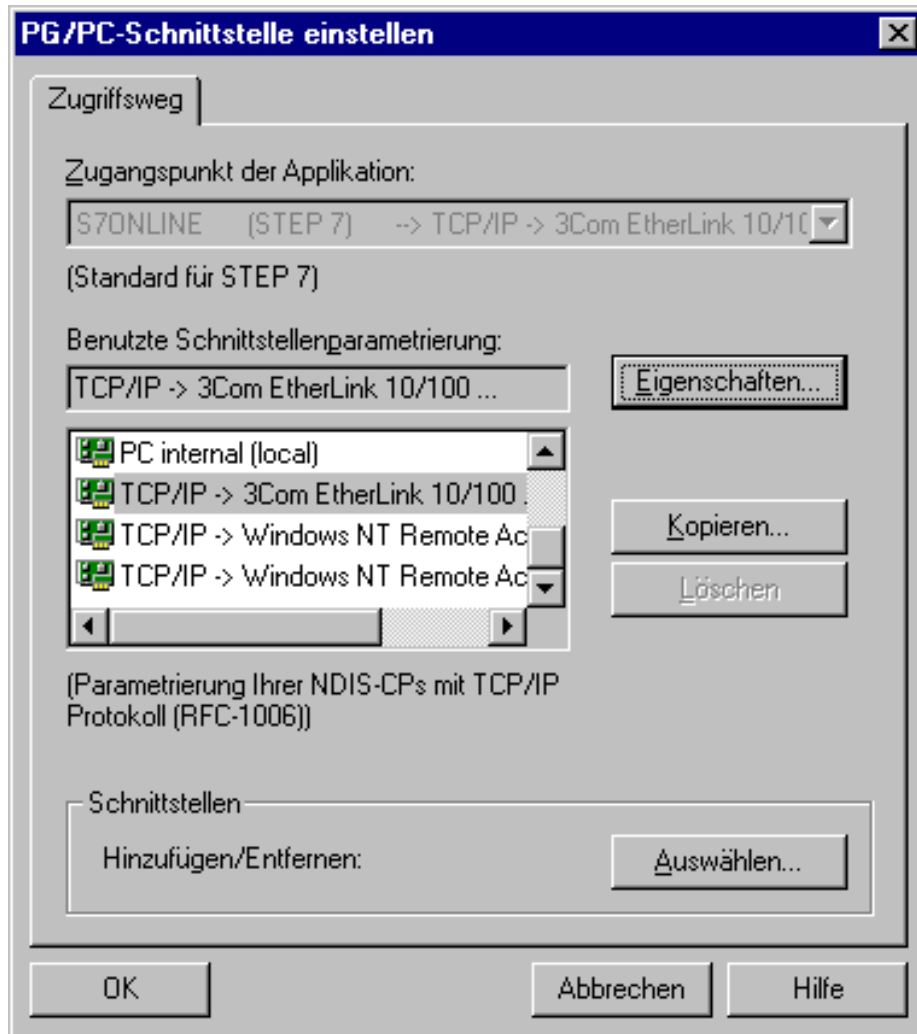 PG/PC-Schnittstelle einstellen
Zugriffsweg
Zugangspunkt der Applikation:
S7ONLINE (STEP 7) --> TCP/IP -> 3Com EtherLink 10/10
(Standard für STEP 7)
Benutzte Schnittstellenparametrierung:
TCP/IP -> 3Com EtherLink 10/100 ...
Eigenschaften...
PC internal (local)
TCP/IP -> 3Com EtherLink 10/100 .
TCP/IP -> Windows NT Remote Ac
TCP/IP -> Windows NT Remote Ac
Kopieren...
Löschen
(Parametrierung Ihrer NDIS-CPs mit TCP/IP
Protokoll (RFC-1006))
Schnittstellen
Hinzufügen/Entfernen:
Auswählen...
OK
Abbrechen
Hilfe